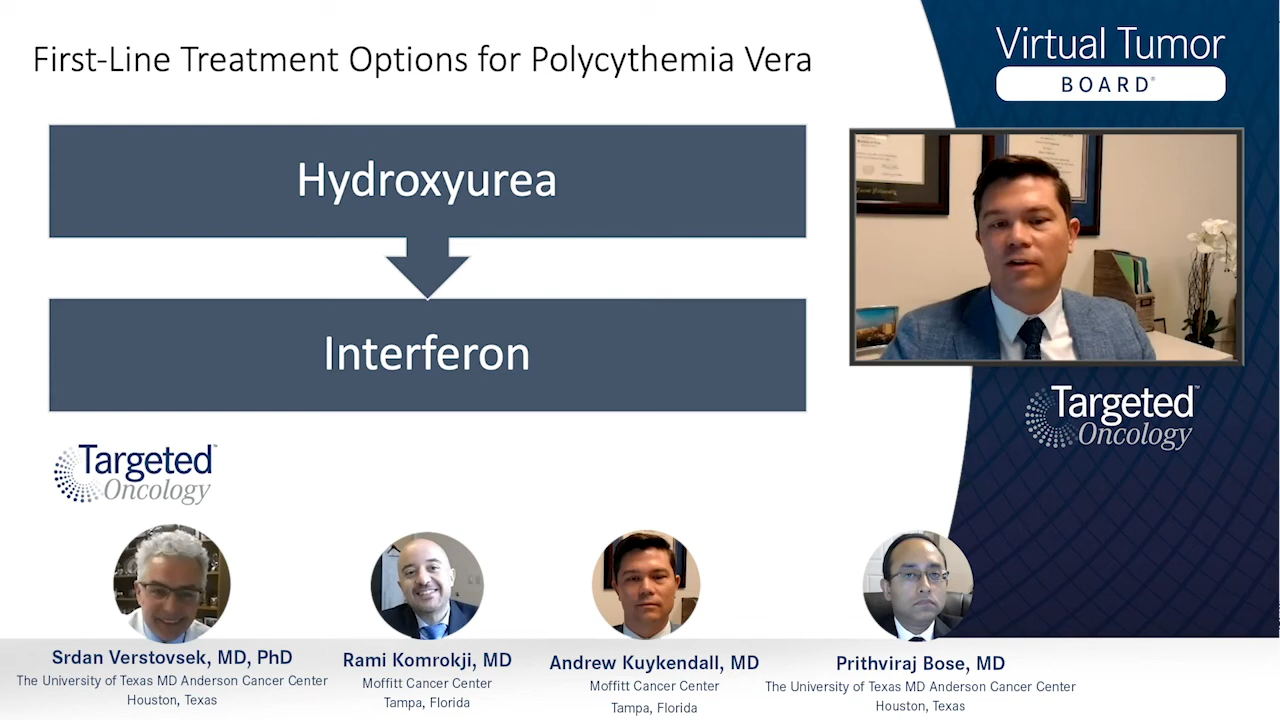 First-Line Treatment Options for Polycythemia Vera
Virtual Tumor
BOARD®
Hydroxyurea
Interferon
Targeted™
Oncology
Targeted™
Oncology
Srdan Verstovsek, MD, PhD
The University of Texas MD Anderson Cancer Center
Houston, Texas
Rami Komrokji, MD
Moffitt Cancer Center
Tampa, Florida
Andrew Kuykendall, MD
Moffitt Cancer Center
Tampa, Florida
Prithviraj Bose, MD
The University of Texas MD Anderson Cancer Center
Houston, Texas